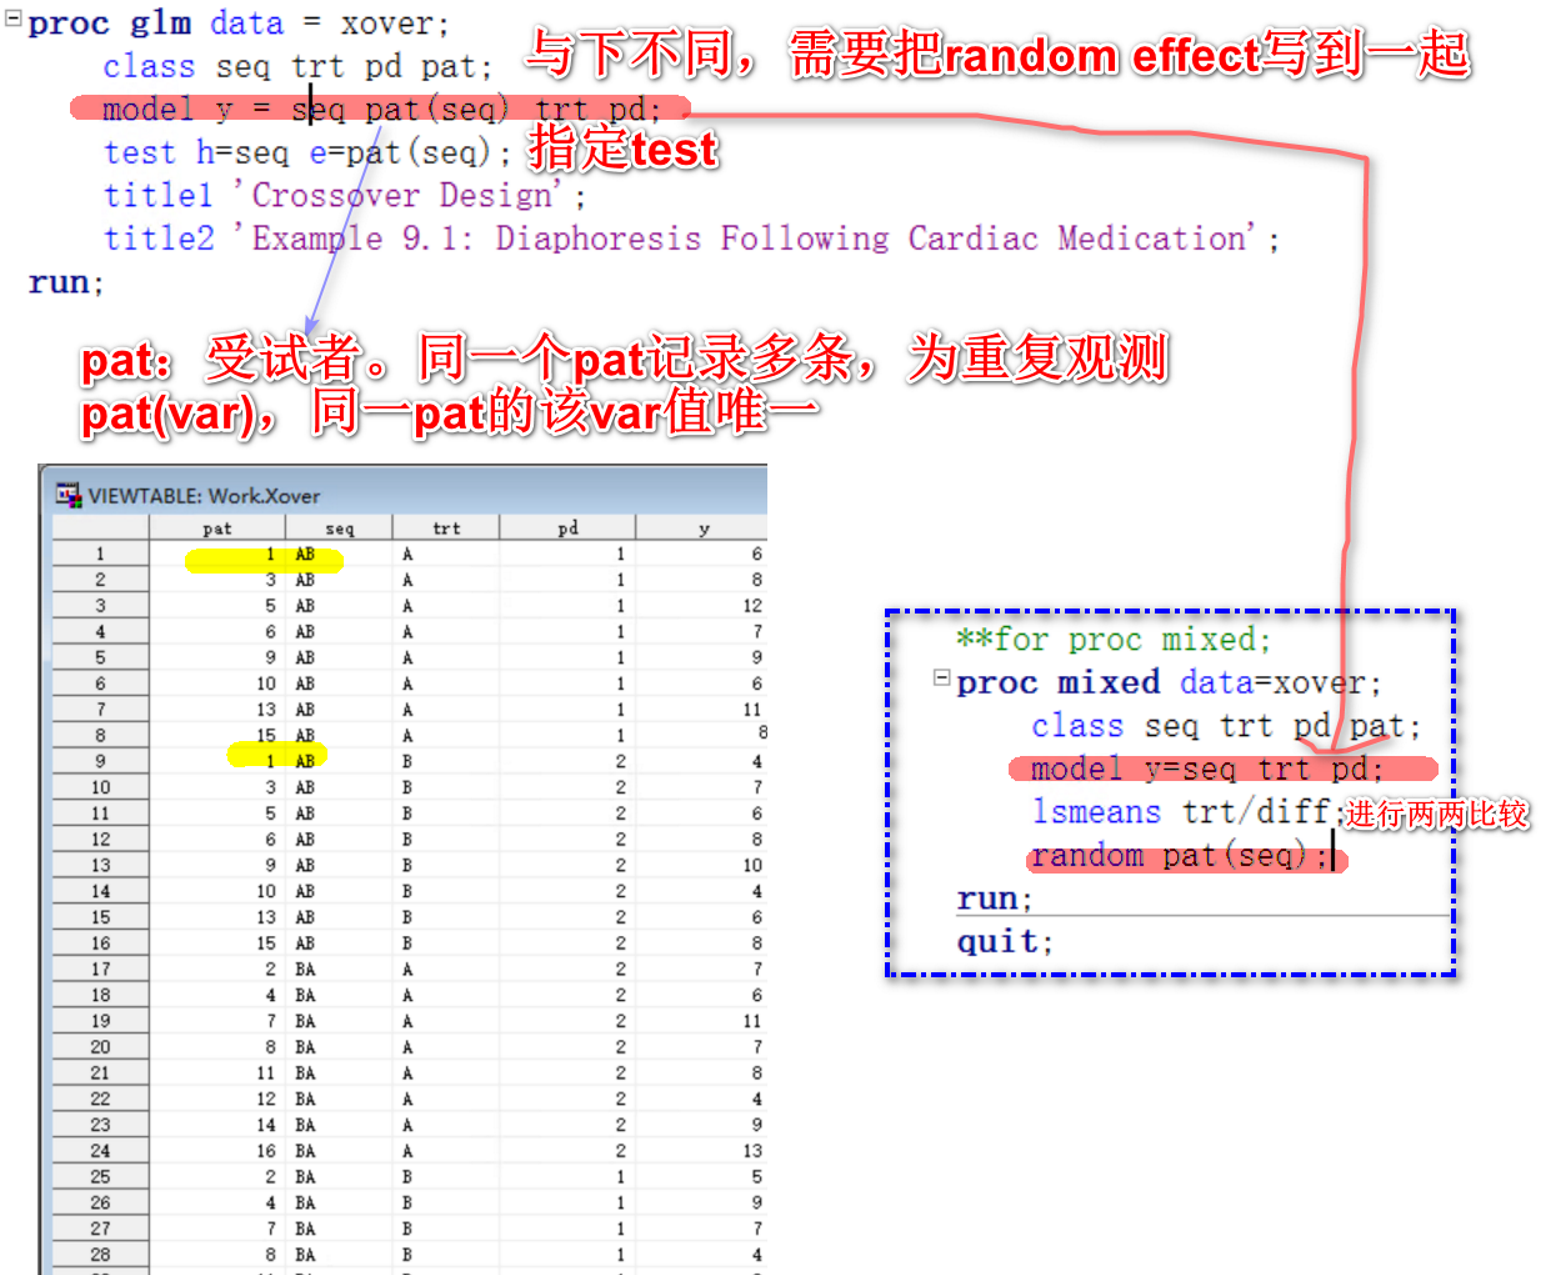 proc glm data = xover;
class seq trt pd pat;
与下不同，需要把random effect写到一起
model y = seq pat(seq) trt pd;
test h=seq e=pat(seq);
指定test
title1 'Crossover Design';
title2 'Example 9.1: Diaphoresis Following Cardiac Medication';
run;
pat：受试者。同一个pat记录多条，为重复观测
pat(var)，同一pat的该var值唯一
VIEWTABLE: Work.Xover
pat seq trt pd y
1 1 AB A 1 6
2 3 AB A 1 8
3 5 AB A 1 12
4 6 AB A 1 7
5 9 AB A 1 9
6 10 AB A 1 6
7 13 AB A 1 11
8 15 AB A 1 8
9 1 AB B 2 4
10 3 AB B 2 7
11 5 AB B 2 6
12 6 AB B 2 8
13 9 AB B 2 10
14 10 AB B 2 4
15 13 AB B 2 6
16 15 AB B 2 8
17 2 BA A 2 7
18 4 BA A 2 6
19 7 BA A 2 11
20 8 BA A 2 7
21 11 BA A 2 8
22 12 BA A 2 4
23 14 BA A 2 9
24 16 BA A 2 13
25 2 BA B 1 5
26 4 BA B 1 9
27 7 BA B 1 7
28 8 BA B 1 4
**for proc mixed;
proc mixed data=xover;
class seq trt pd pat;
model y=seq trt pd;
lsmeans trt/diff;
进行两两比较
random pat(seq);
run;
quit;